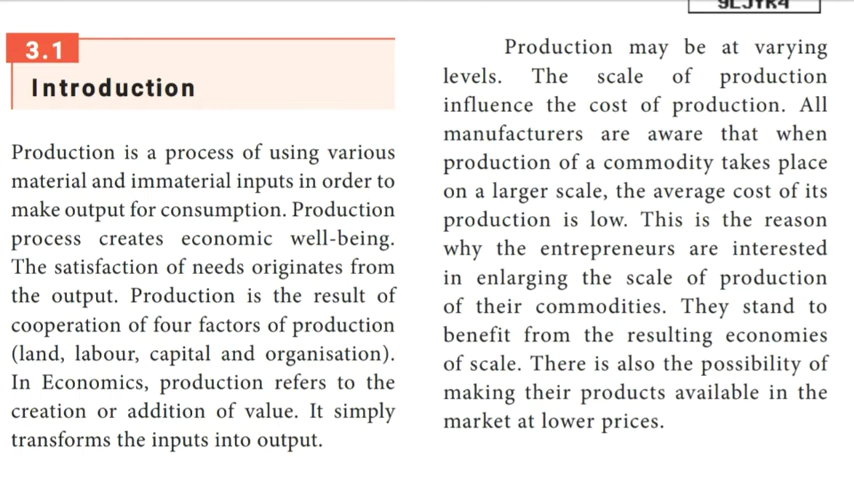 3.1
Introduction
Production is a process of using various
material and immaterial inputs in order to
make output for consumption. Production
process creates economic well-being.
The satisfaction of needs originates from
the output. Production is the result of
cooperation of four factors of production
(land, labour, capital and organisation).
In Economics, production refers to the
creation or addition of value. It simply
transforms the inputs into output.
Production may be at varying
levels. The scale of production
influence the cost of production. All
manufacturers are aware that when
production of a commodity takes place
on a larger scale, the average cost of its
production is low. This is the reason
why the entrepreneurs are interested
in enlarging the scale of production
of their commodities. They stand to
benefit from the resulting economies
of scale. There is also the possibility of
making their products available in the
market at lower prices.